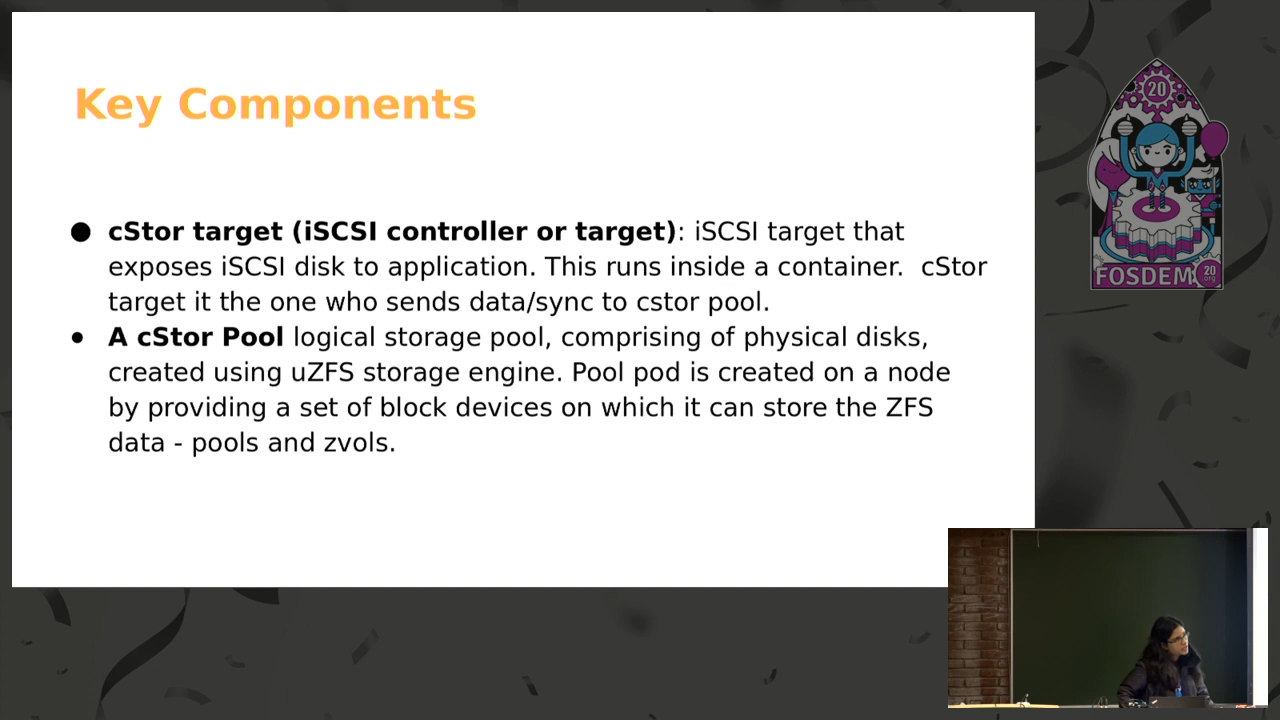 Key Components
● cStor target (iSCSI controller or target): iSCSI target that
exposes iSCSI disk to application. This runs inside a container.  cStor
target it the one who sends data/sync to cstor pool.
● A cStor Pool logical storage pool, comprising of physical disks,
created using uZFS storage engine. Pool pod is created on a node
by providing a set of block devices on which it can store the ZFS
data - pools and zvols.
20
FOSDEM
20
.org